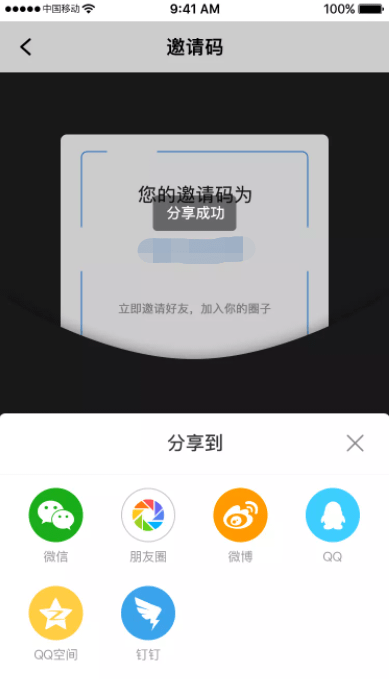 中国移动 9:41 AM 100%
邀请码
您的邀请码为
分享成功
立即邀请好友，加入你的圈子
分享到
微信 朋友圈 微博 QQ
QQ空间 钉钉